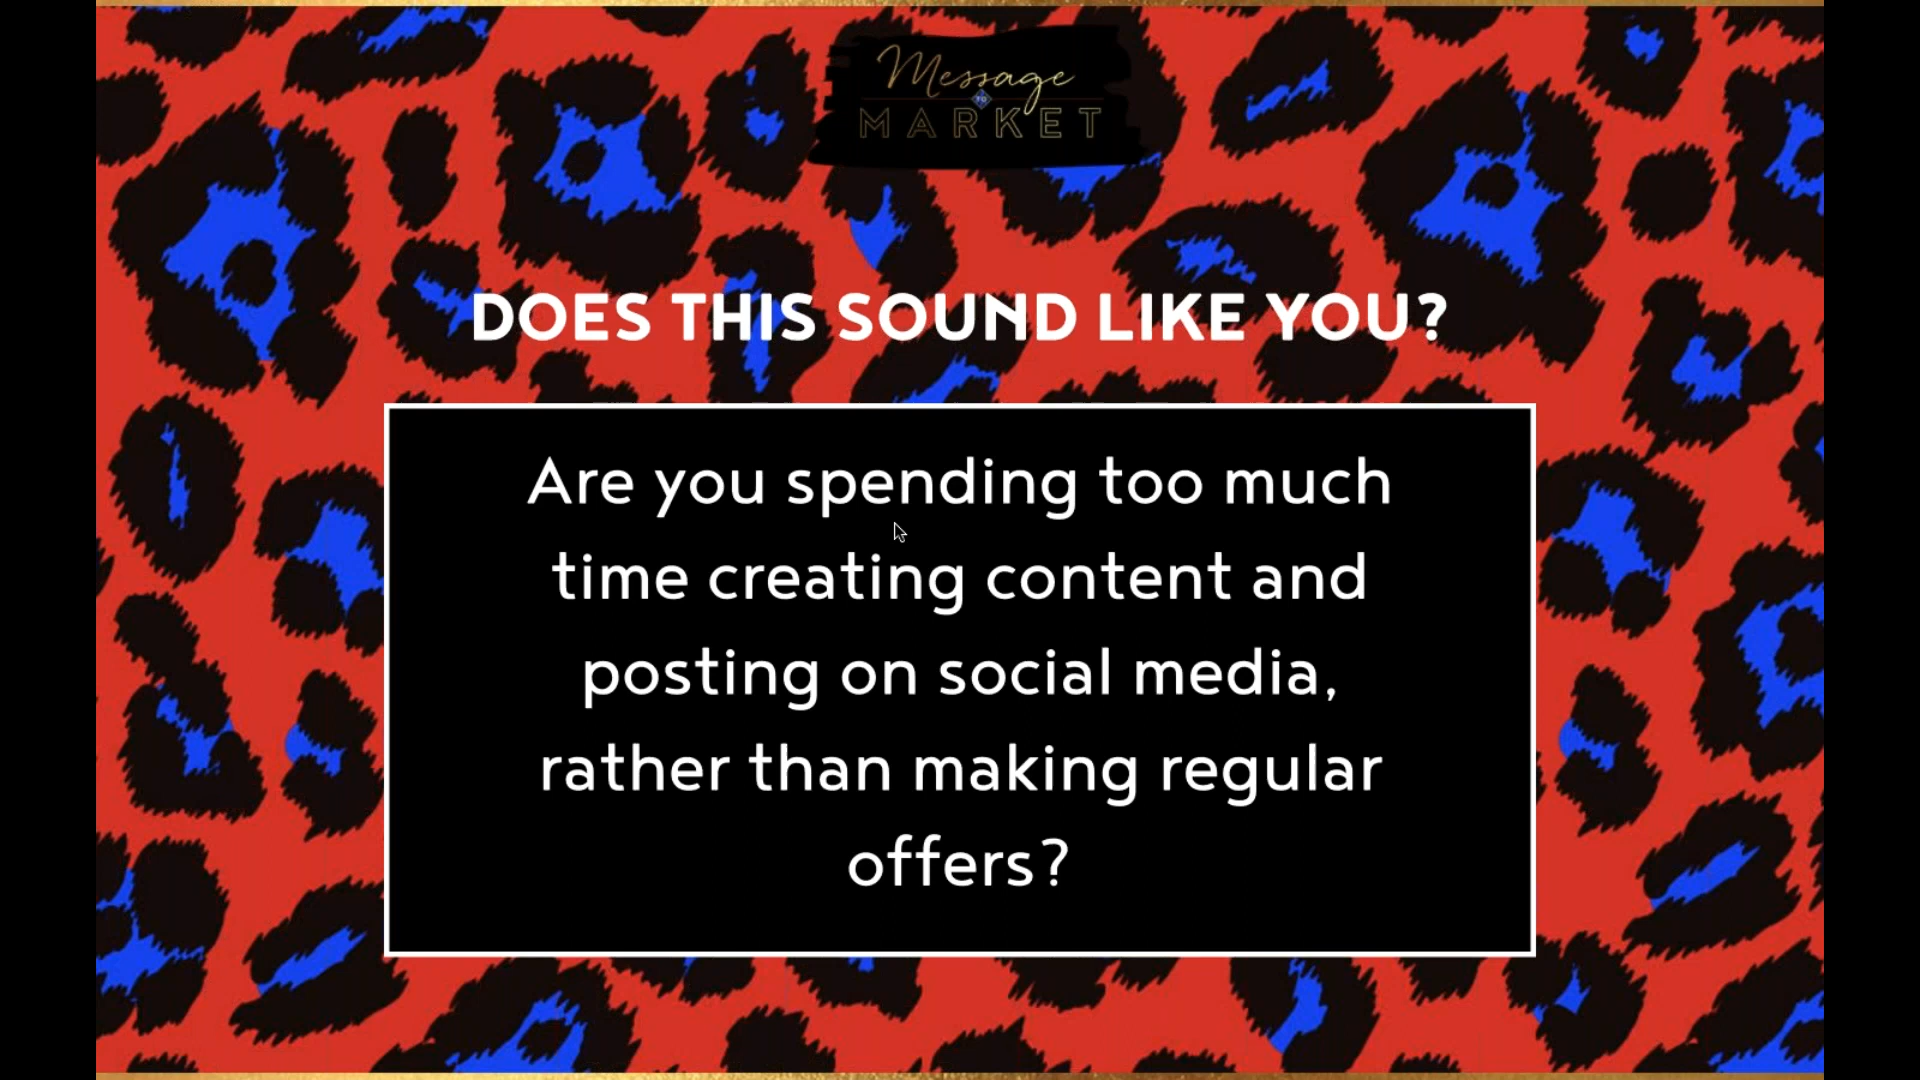 Message
TO
MARKET
DOES THIS SOUND LIKE YOU?
Are you spending too much
time creating content and
posting on social media,
rather than making regular
offers?